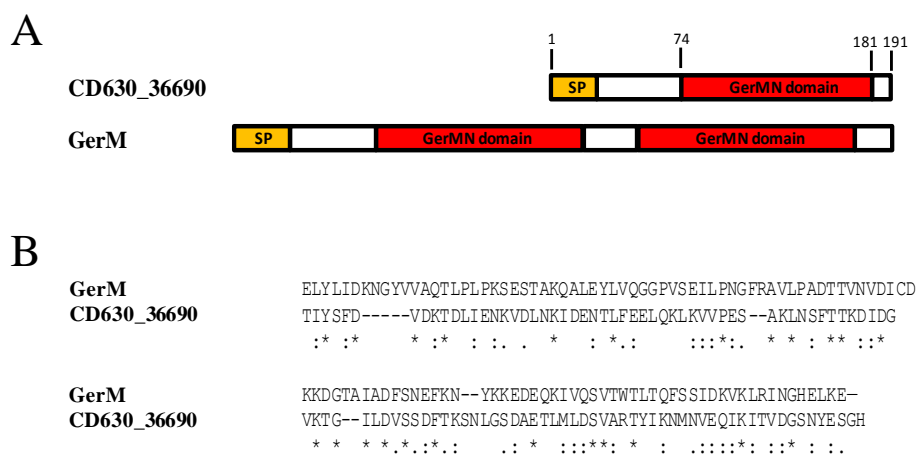 A
1 74 181 191
CD630_36690 SP GerMN domain
GerM SP GerMN domain GerMN domain
B
GerM ELYLIDKNGYVVAQTLPLPKSESTAKQALEYLVQGGPVSEILPNGFRAVLPADTTVNVDICD
CD630_36690 TIYSFD-----VDKTDLIENKVDLNKIDENTLFEELQKLKVVPES--AKLNSFTTKDIDG
:* :* * :* : : . . * : *.: :::*:. * * : ** : :*
GerM KKDGTAIADFSNEFKN--YKKEDEQKIVQSVTWTLTQFSSIDKVKLRINGHELKE-
CD630_36690 VKTG--ILDVSSDFTKSNLGSDAETLMLDSVARTYIKNMNVEQIKITVDGSNYESGH
* * * *.*.:*.: .: * :::**: * : .::::*: ::* : :.